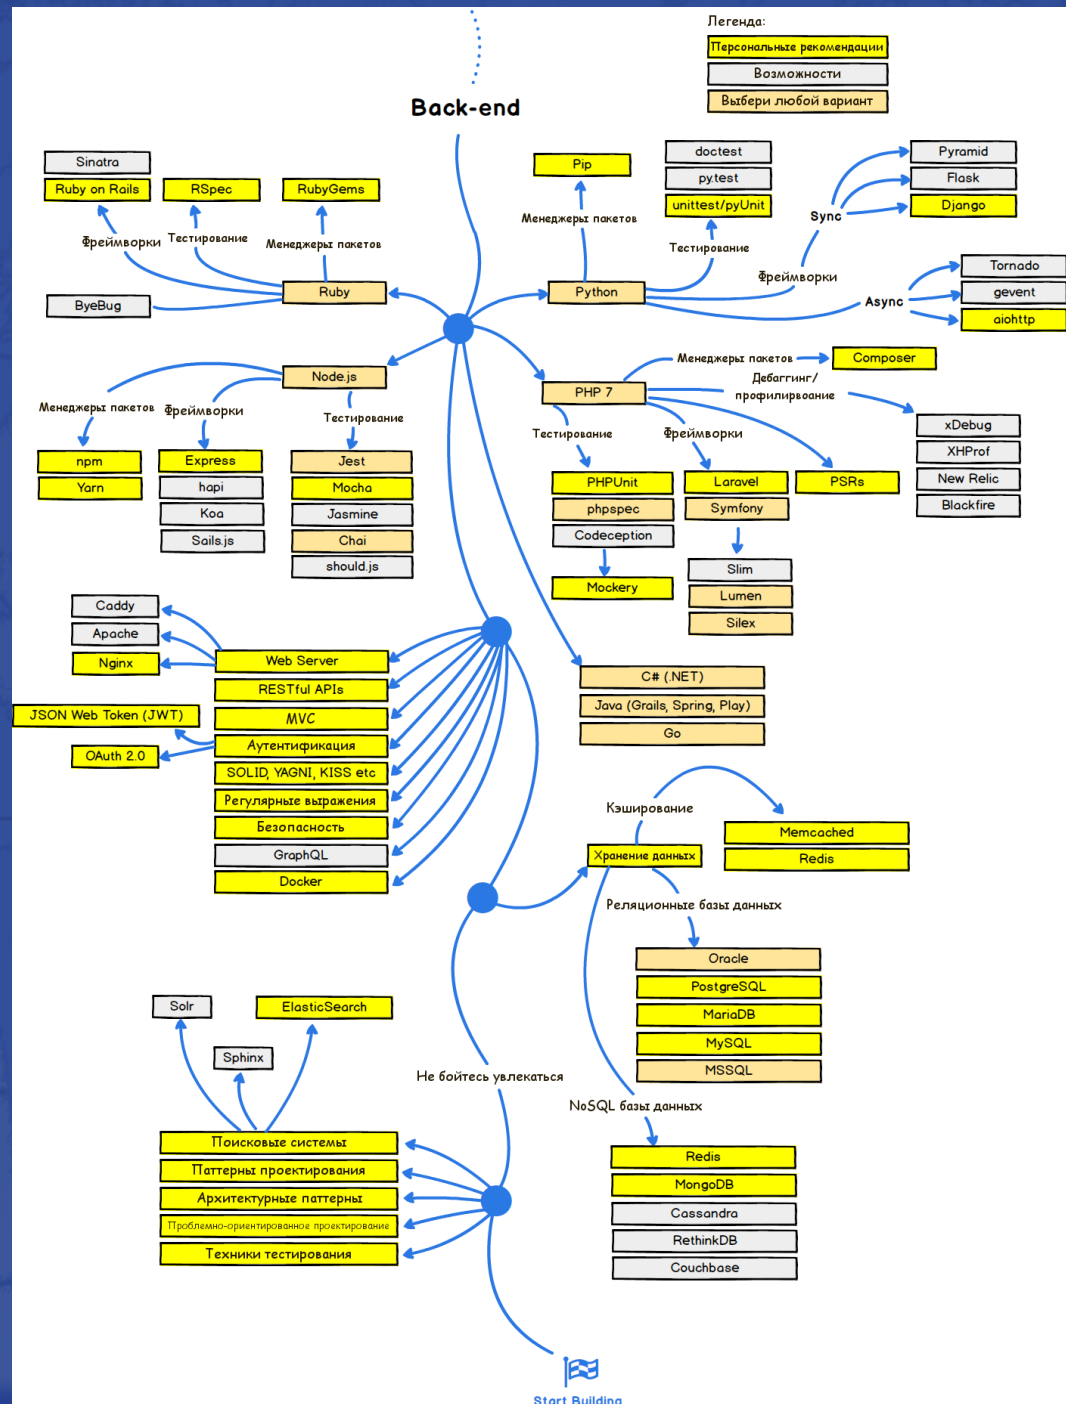 Легенда:
Персональные рекомендации
Возможности
Выбери любой вариант
Back-end
Sinatra
Ruby on Rails
RSpec
RubyGems
Фреймворки
Тестирование
Менеджеры пакетов
Ruby
ByeBug
Pip
doctest
py.test
unittest/pyUnit
Pyramid
Flask
Django
Sync
Менеджеры пакетов
Тестирование
Фреймворки
Python
Async
Tornado
gevent
aiohttp
Node.js
Менеджеры пакетов
Фреймворки
Тестирование
npm
Yarn
Express
hapi
Koa
Sails.js
Jest
Mocha
Jasmine
Chai
should.js
PHP 7
Менеджеры пакетов
Composer
Дебаггинг/
профилирвоание
xDebug
XHProf
New Relic
Blackfire
Тестирование
Фреймворки
PHPUnit
phpspec
Codeception
Mockery
Laravel
Symfony
Slim
Lumen
Silex
PSRs
Caddy
Apache
Nginx
JSON Web Token (JWT)
OAuth 2.0
Web Server
RESTful APIs
MVC
Аутентификация
SOLID, YAGNI, KISS etc
Регулярные выражения
Безопасность
GraphQL
Docker
C# (.NET)
Java (Grails, Spring, Play)
Go
Кэширование
Memcached
Redis
Хранение данных
Реляционные базы данных
Oracle
PostgreSQL
MariaDB
MySQL
MSSQL
NoSQL базы данных
Redis
MongoDB
Cassandra
RethinkDB
Couchbase
Не бойтесь увлекаться
Solr
Sphinx
ElasticSearch
Поисковые системы
Паттерны проектирования
Архитектурные паттерны
Проблемно-ориентированное проектирование
Техники тестирования
Start Building